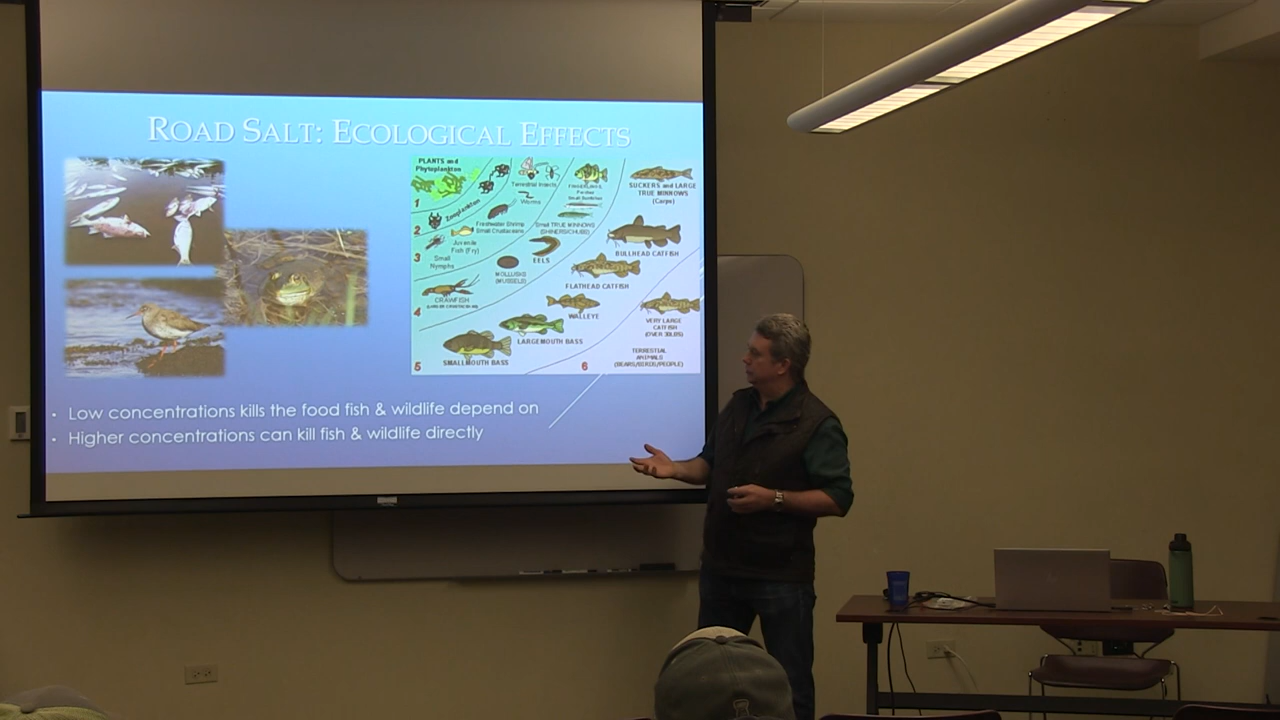 ROAD SALT: ECOLOGICAL EFFECTS
PLANTS and
Phytoplankton
1
Zooplankton
2
3
Terrestrial Insects
Worms
Freshwater Shrimp
Small Crustaceans
Juvenile
Fish (Fry)
Small
Nymphs
Small TRUE MINNOWS
(SHINERS/CHUBS)
EELS
MOLLUSKS
(MUSSELS)
CRAWFISH
4
SUCKERS and LARGE
TRUE MINNOWS
(Carps)
BULLHEAD CATFISH
FLATHEAD CATFISH
WALLEYE
LARGEMOUTH BASS
SMALLMOUTH BASS
5
6
VERY LARGE
CATFISH
(OVER 30LBS)
TERRESTIAL
ANIMALS
(BEARS/BIRDS/PEOPLE)
• Low concentrations kills the food fish & wildlife depend on
• Higher concentrations can kill fish & wildlife directly